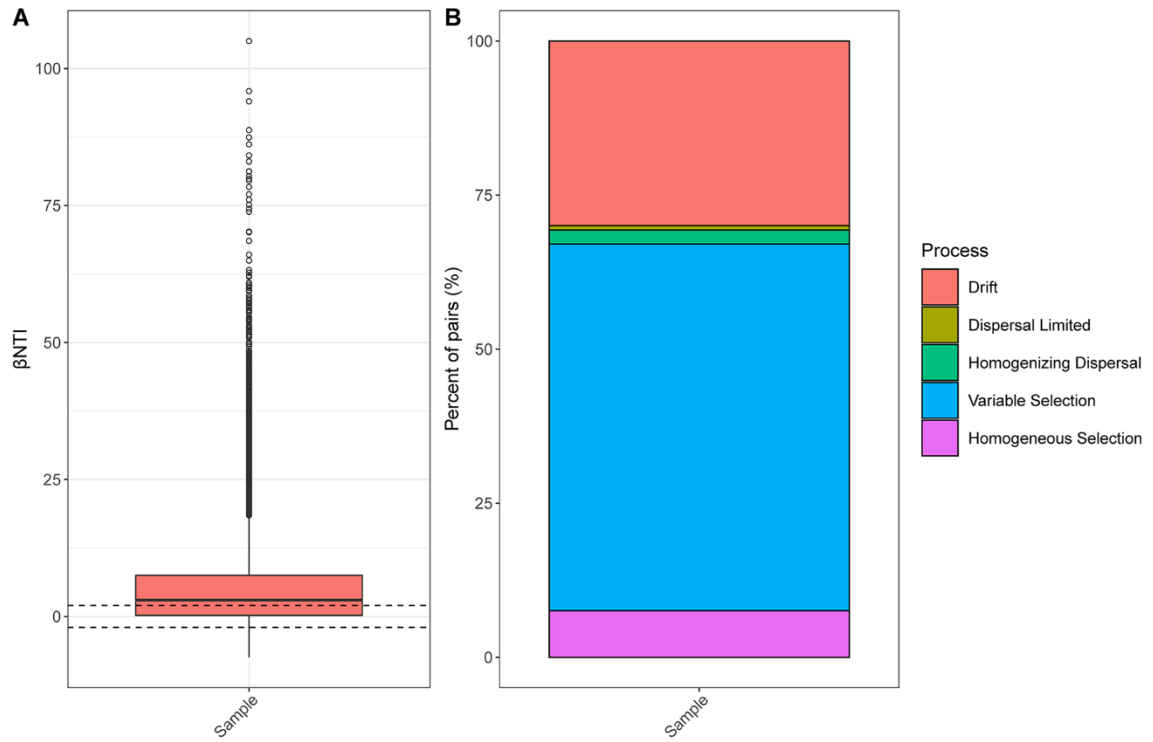 A
βNTI
100
75
50
25
0
Sample
B
Percent of pairs (%)
100
75
50
25
0
Sample
Process
Drift
Dispersal Limited
Homogenizing Dispersal
Variable Selection
Homogeneous Selection